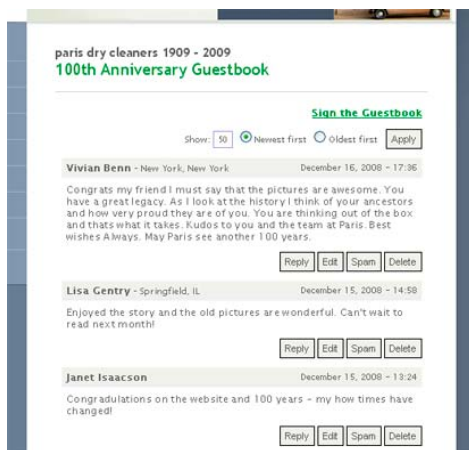 paris dry cleaners 1909 - 2009
100th Anniversary Guestbook
Sign the Guestbook
Show: 50 Newest first Oldest first Apply
Vivian Benn - New York, New York December 16, 2008 - 17:36
Congrats my friend I must say that the pictures are awesome. You
have a great legacy. As I look at the history I think of your ancestors
and how very proud they are of you. You are thinking out of the box
and thats what it takes. Kudos to you and the team at Paris. Best
wishes Always. May Paris see another 100 years.
Reply Edit Spam Delete
Lisa Gentry - Springfield, IL December 15, 2008 - 14:58
Enjoyed the story and the old pictures are wonderful. Can't wait to
read next month!
Reply Edit Spam Delete
Janet Isaacson December 15, 2008 - 13:24
Congradulations on the website and 100 years - my how times have
changed!
Reply Edit Spam Delete